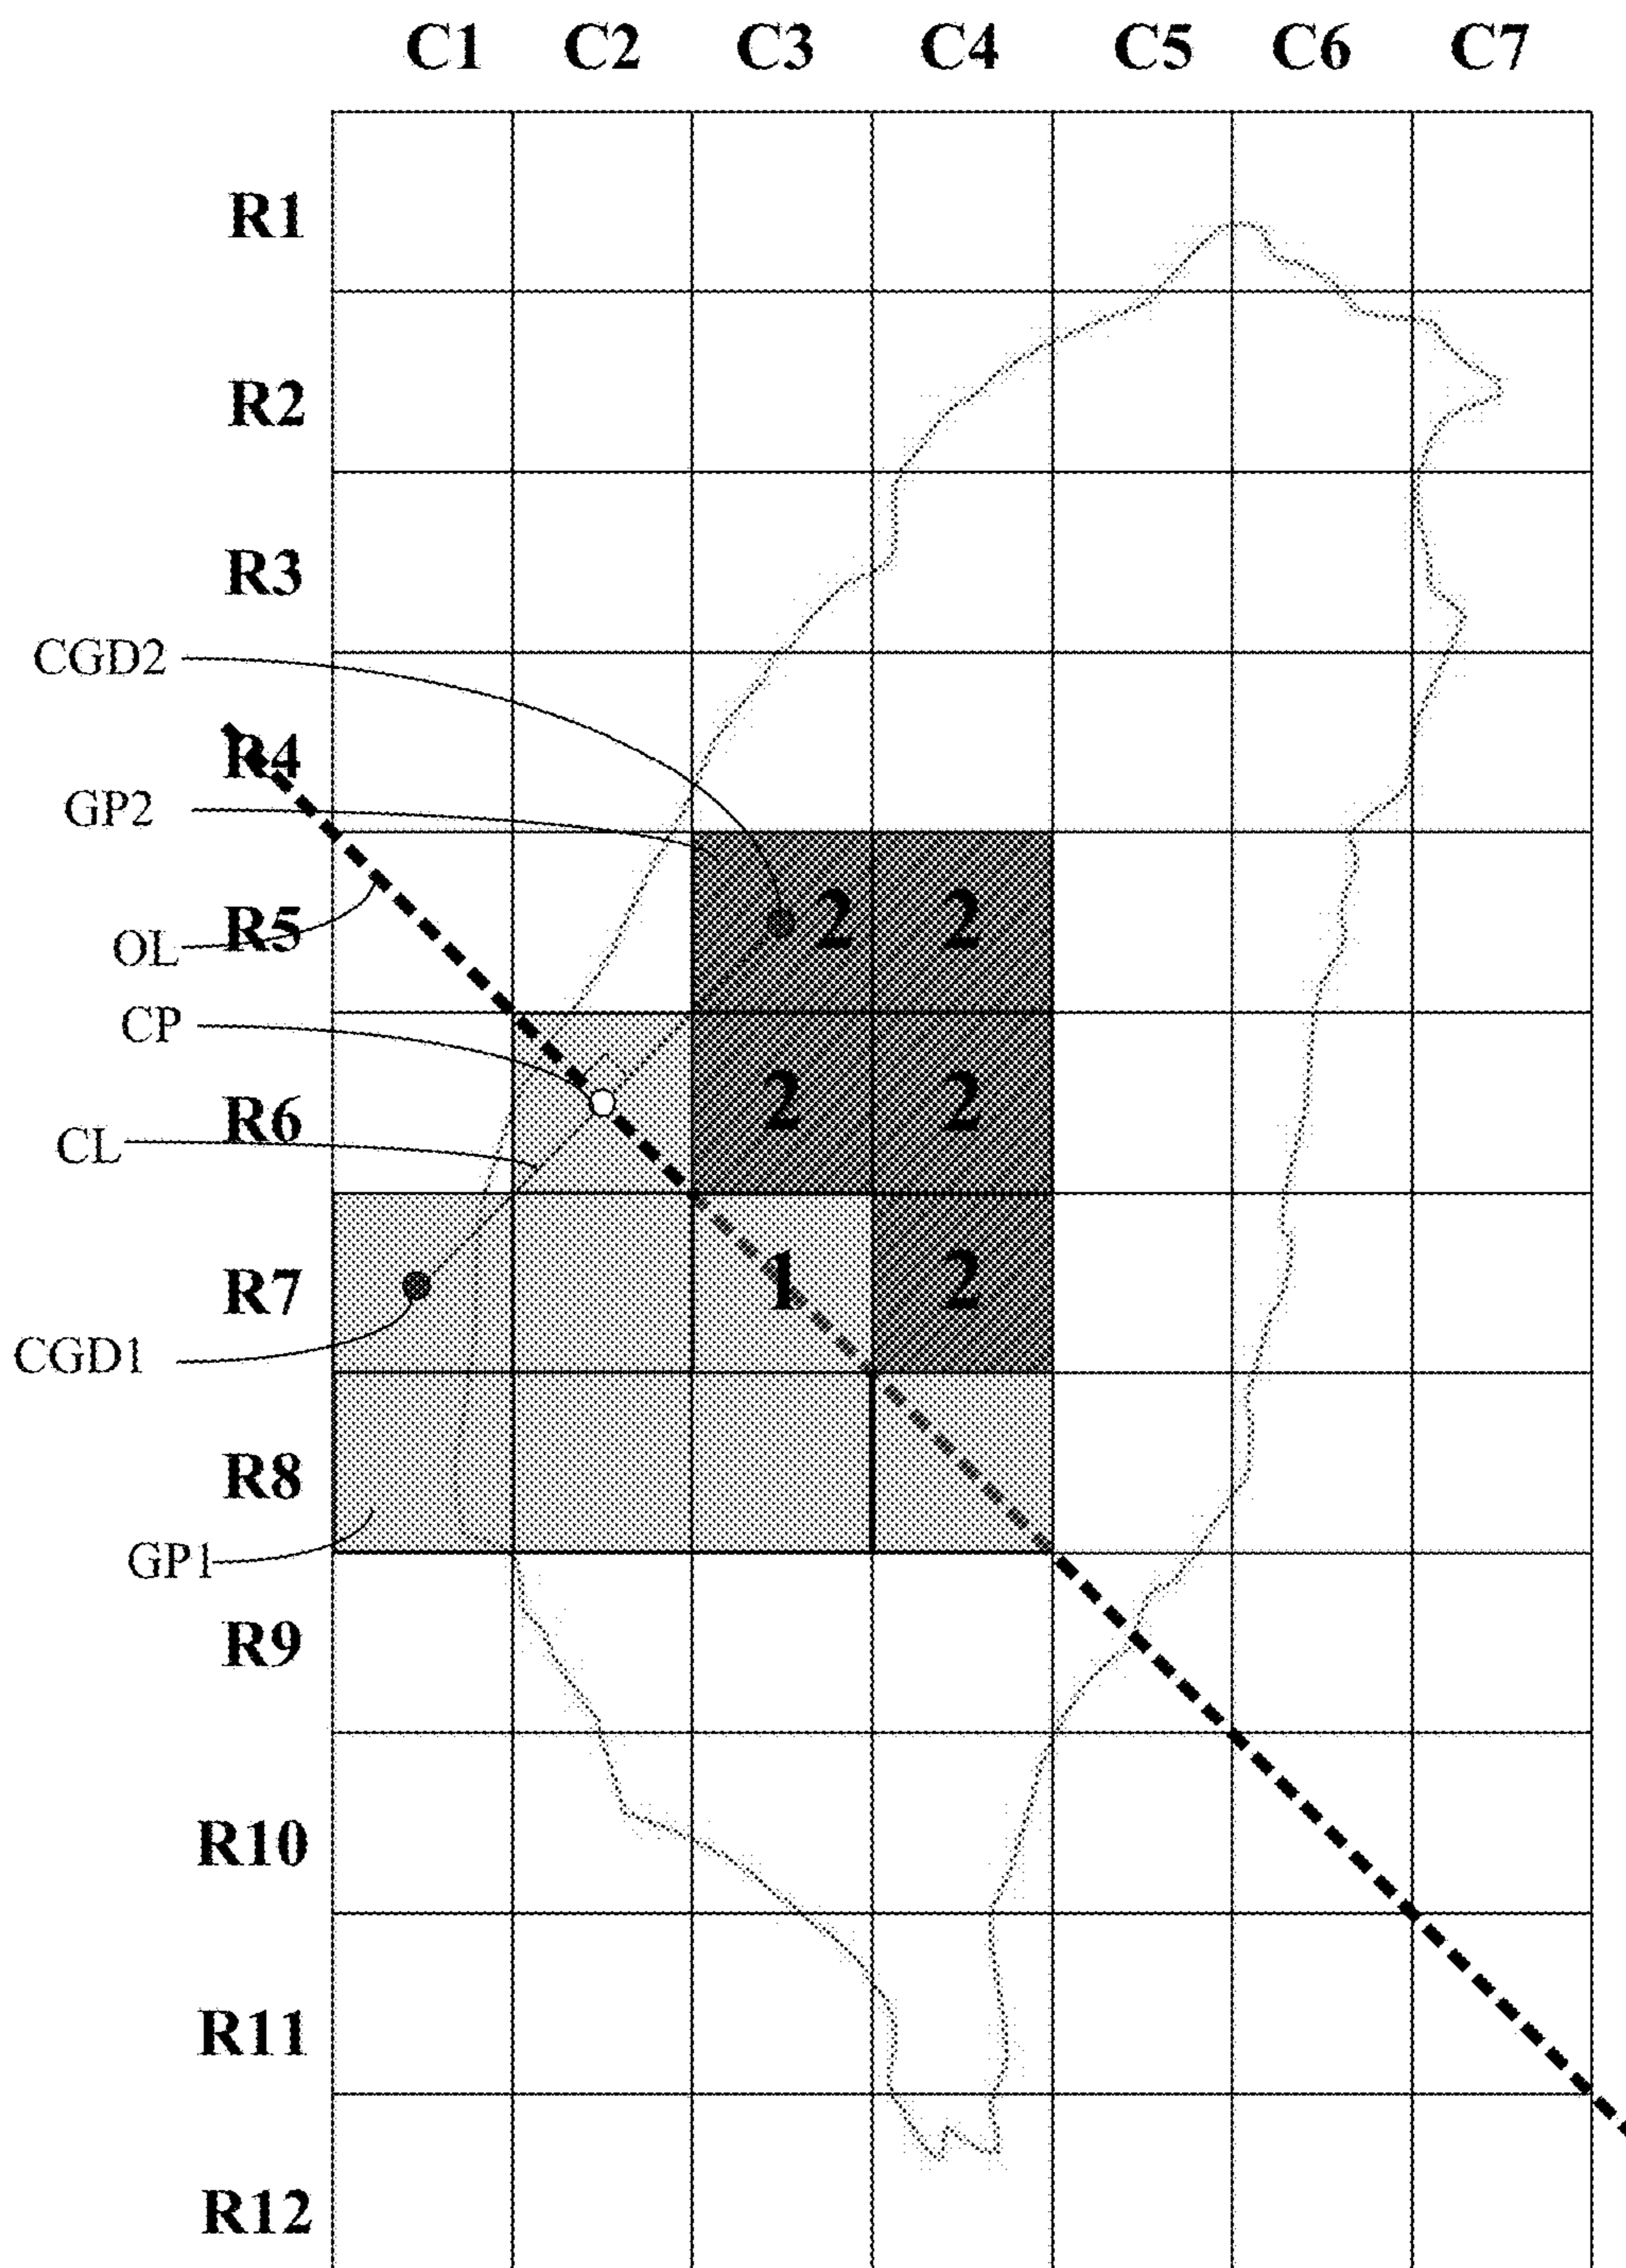 C1 C2 C3 C4 C5 C6 C7
R1
R2
R3
CGD2
R4
GP2
R5 2 2
OL
CP
R6 2 2
CL
R7 1 2
CGD1
R8
GP1
R9
R10
R11
R12